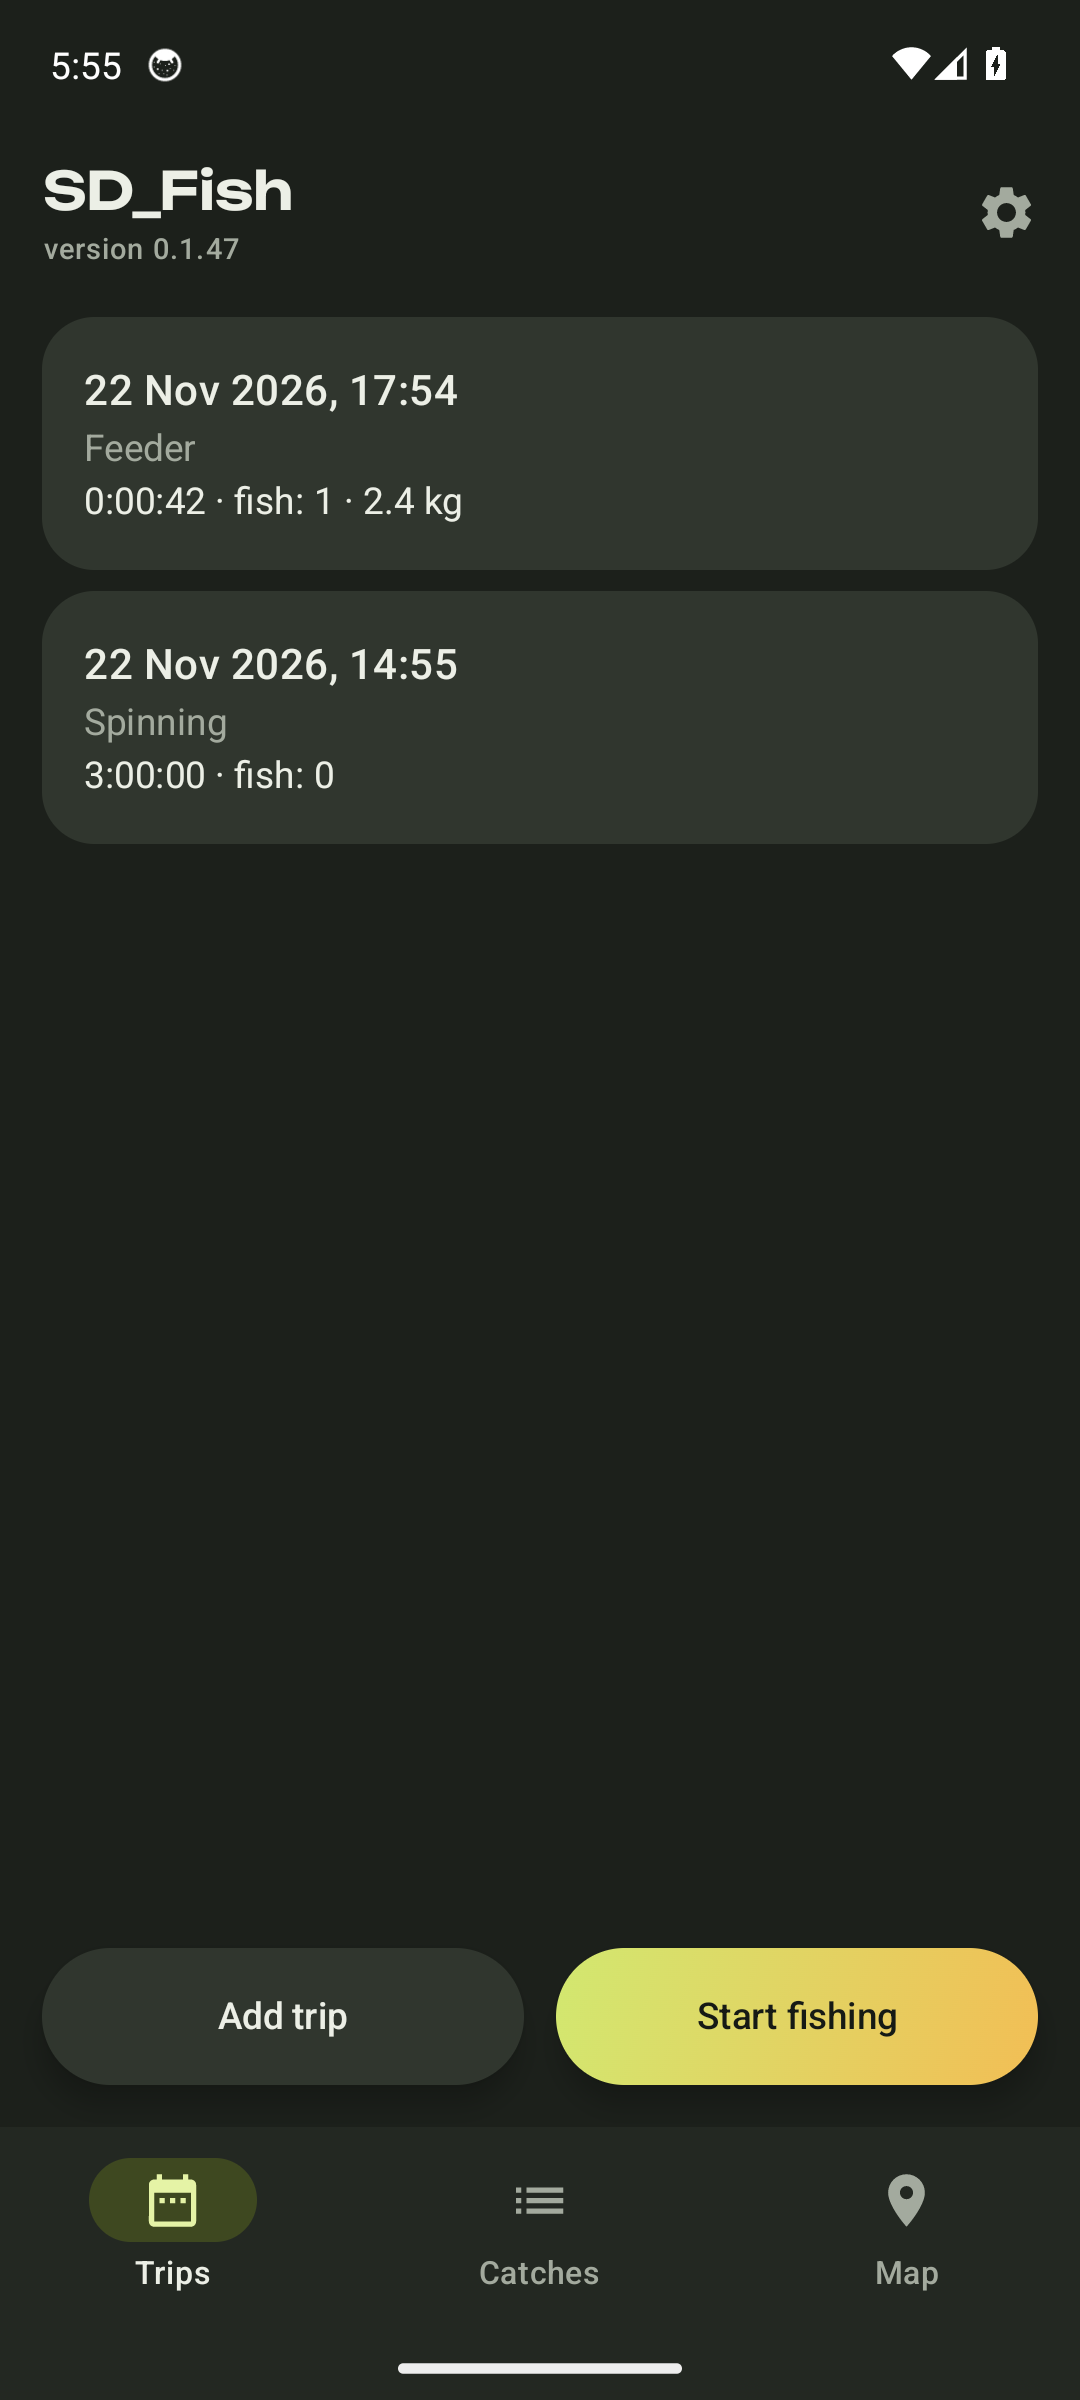 5:55
SD_Fish
version 0.1.47
22 Nov 2026, 17:54
Feeder
0:00:42 · fish: 1 · 2.4 kg
22 Nov 2026, 14:55
Spinning
3:00:00 · fish: 0
Add trip
Start fishing
Trips
Catches
Map